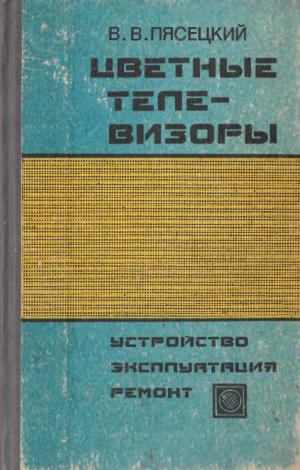 В. В. ПЯСЕЦКИЙ
ЦВЕТНЫЕ
ТЕЛЕ-
ВИЗОРЫ
УСТРОЙСТВО
ЭКСПЛУАТАЦИЯ
РЕМОНТ